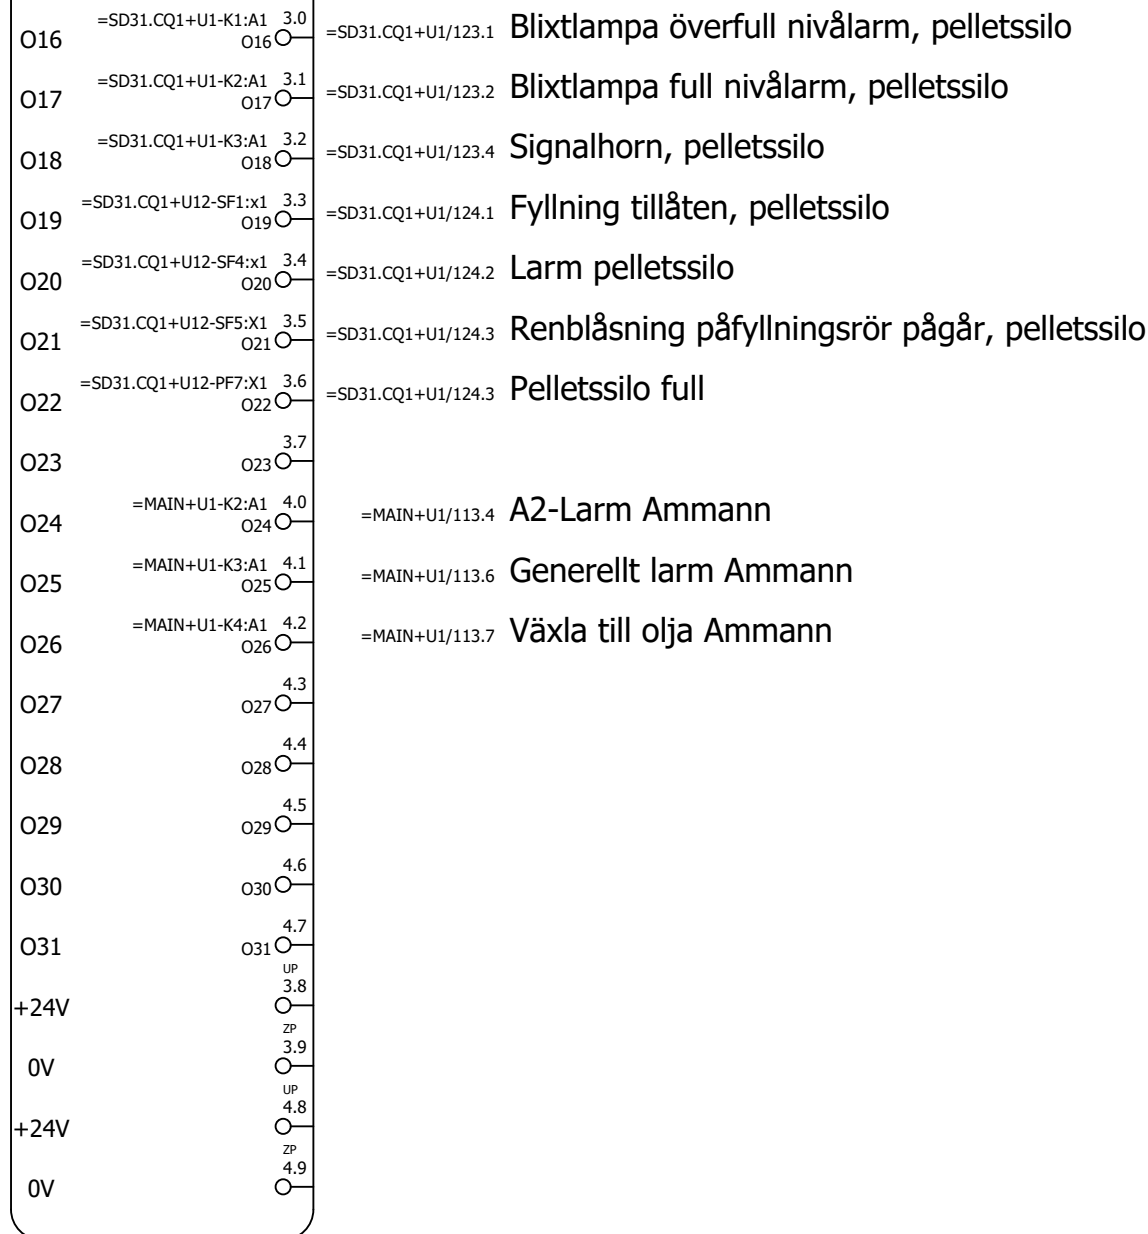 O16 =SD31.CQ1+U1-K1:A1 3.0 O16 =SD31.CQ1+U1/123.1 Blixtlampa överfull nivålarm, pelletssilo
O17 =SD31.CQ1+U1-K2:A1 3.1 O17 =SD31.CQ1+U1/123.2 Blixtlampa full nivålarm, pelletssilo
O18 =SD31.CQ1+U1-K3:A1 3.2 O18 =SD31.CQ1+U1/123.4 Signalhorn, pelletssilo
O19 =SD31.CQ1+U12-SF1:x1 3.3 O19 =SD31.CQ1+U1/124.1 Fyllning tillåten, pelletssilo
O20 =SD31.CQ1+U12-SF4:x1 3.4 O20 =SD31.CQ1+U1/124.2 Larm pelletssilo
O21 =SD31.CQ1+U12-SF5:X1 3.5 O21 =SD31.CQ1+U1/124.3 Renblåsning påfyllningsrör pågår, pelletssilo
O22 =SD31.CQ1+U12-PF7:X1 3.6 O22 =SD31.CQ1+U1/124.3 Pelletssilo full
O23 3.7 O23
O24 =MAIN+U1-K2:A1 4.0 O24 =MAIN+U1/113.4 A2-Larm Ammann
O25 =MAIN+U1-K3:A1 4.1 O25 =MAIN+U1/113.6 Generellt larm Ammann
O26 =MAIN+U1-K4:A1 4.2 O26 =MAIN+U1/113.7 Växla till olja Ammann
O27 4.3 O27
O28 4.4 O28
O29 4.5 O29
O30 4.6 O30
O31 4.7 O31
+24V UP 3.8
0V ZP 3.9
+24V UP 4.8
0V ZP 4.9